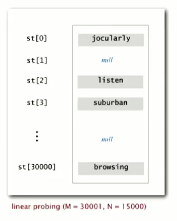 st[0] jocularly
st[1] null
st[2] listen
st[3] suburban
null
st[30000] browsing
linear probing (M = 30001, N = 15000)